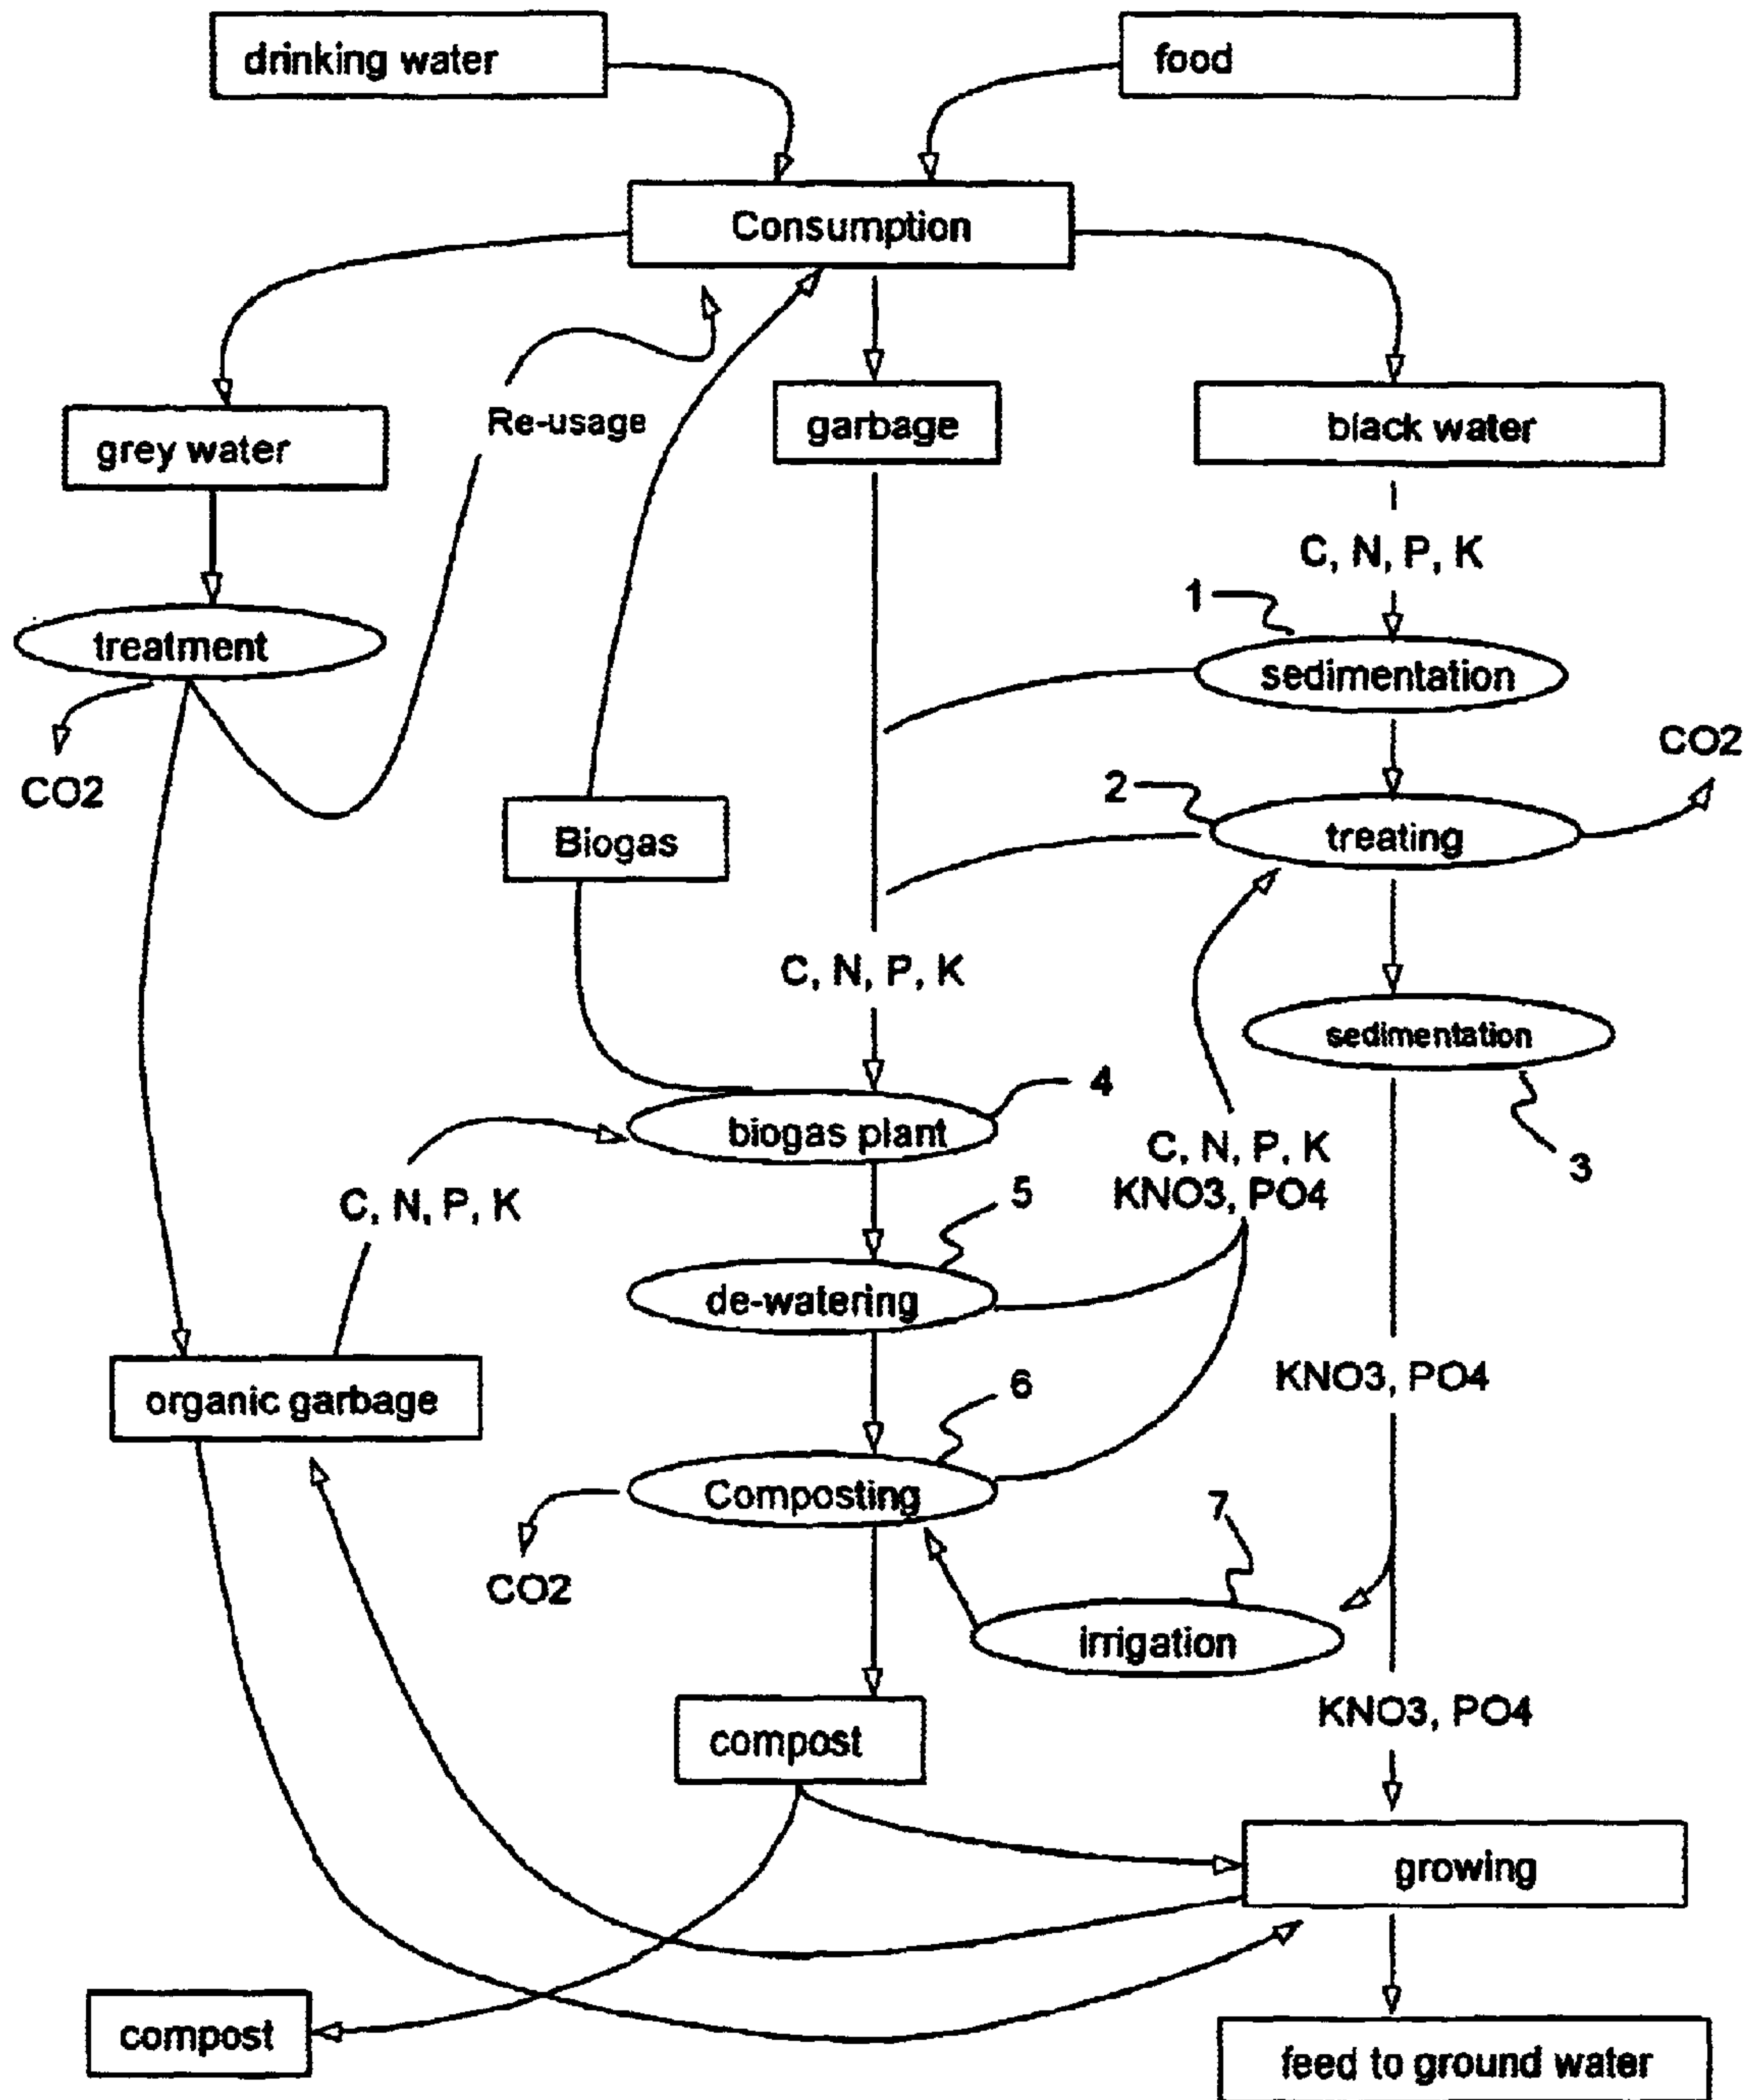 drinking water
food
Consumption
Re-usage
garbage
black water
grey water
C, N, P, K
1
treatment
sedimentation
CO2
CO2
2
treating
Biogas
C, N, P, K
sedimentation
4
biogas plant
C, N, P, K
KNO3, PO4
3
C, N, P, K
5
de-watering
KNO3, PO4
6
organic garbage
Composting
7
CO2
irrigation
KNO3, PO4
compost
growing
compost
feed to ground water